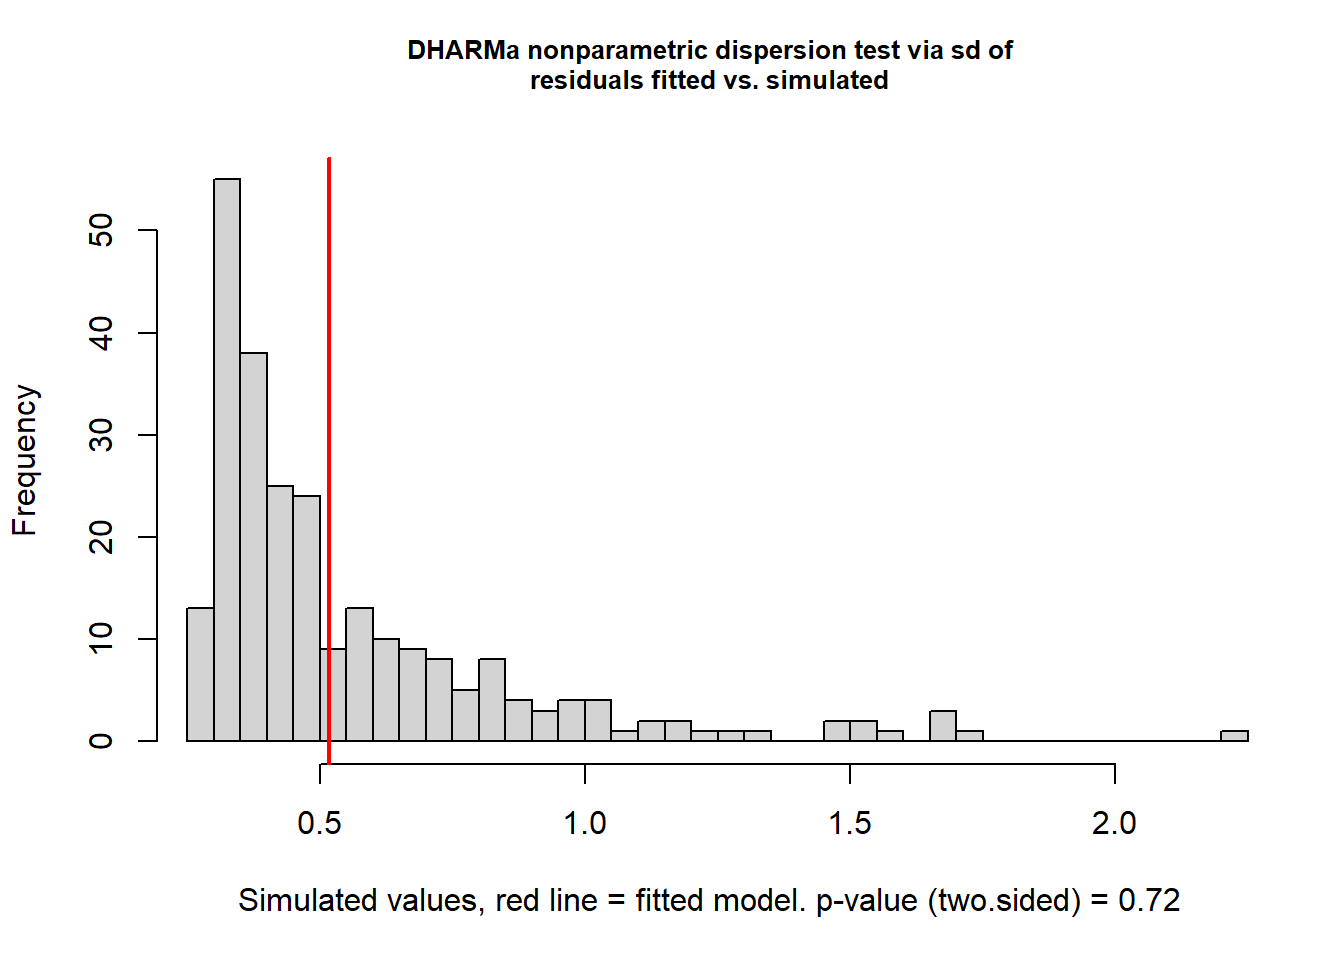 DHARMa nonparametric dispersion test via sd of
residuals fitted vs. simulated
Frequency
50
40
30
20
10
0
0.5 1.0 1.5 2.0
Simulated values, red line = fitted model. p-value (two.sided) = 0.72